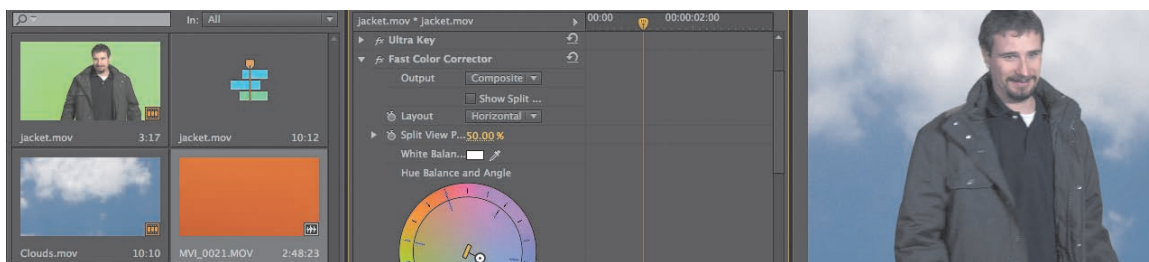 In: All
jacket.mov 3:17
jacket.mov 10:12
Clouds.mov 10:10
MVI_0021.MOV 2:48:23
jacket.mov * jacket.mov
00:00 00:00:02:00
fx Ultra Key
fx Fast Color Corrector
Output Composite
Show Split ...
Layout Horizontal
Split View P... 50.00 %
White Balan...
Hue Balance and Angle